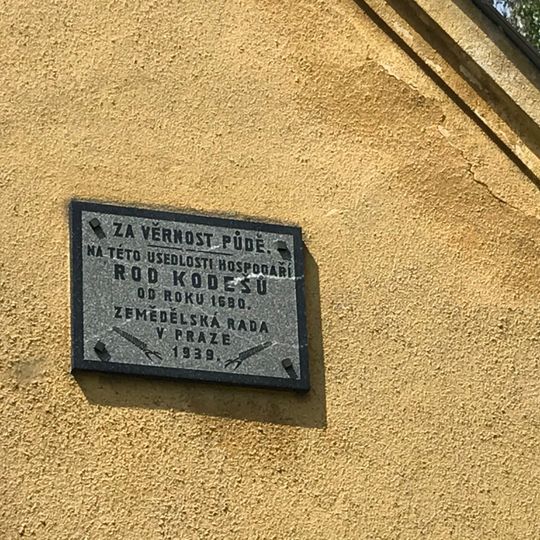 ZA VĚRNOST PŮDĚ.
NA TÉTO USEDLOSTI HOSPODAŘÍ
ROD KODEŠŮ
OD ROKU 1680.
ZEMĚDĚLSKÁ RADA
V PRAZE
1939.